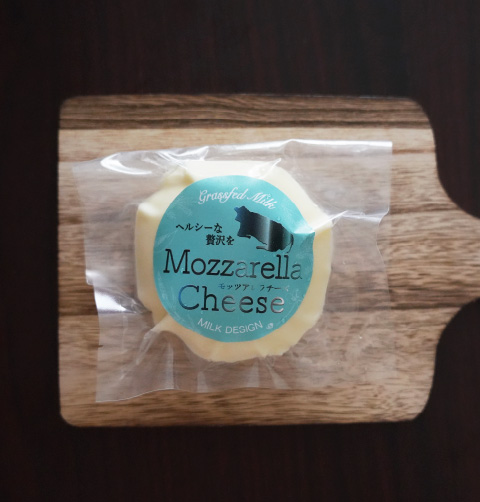 Grassfed Milk
ヘルシーな
贅沢を
Mozzarella
モッツァレラチーズ
Cheese
MILK DESIGN